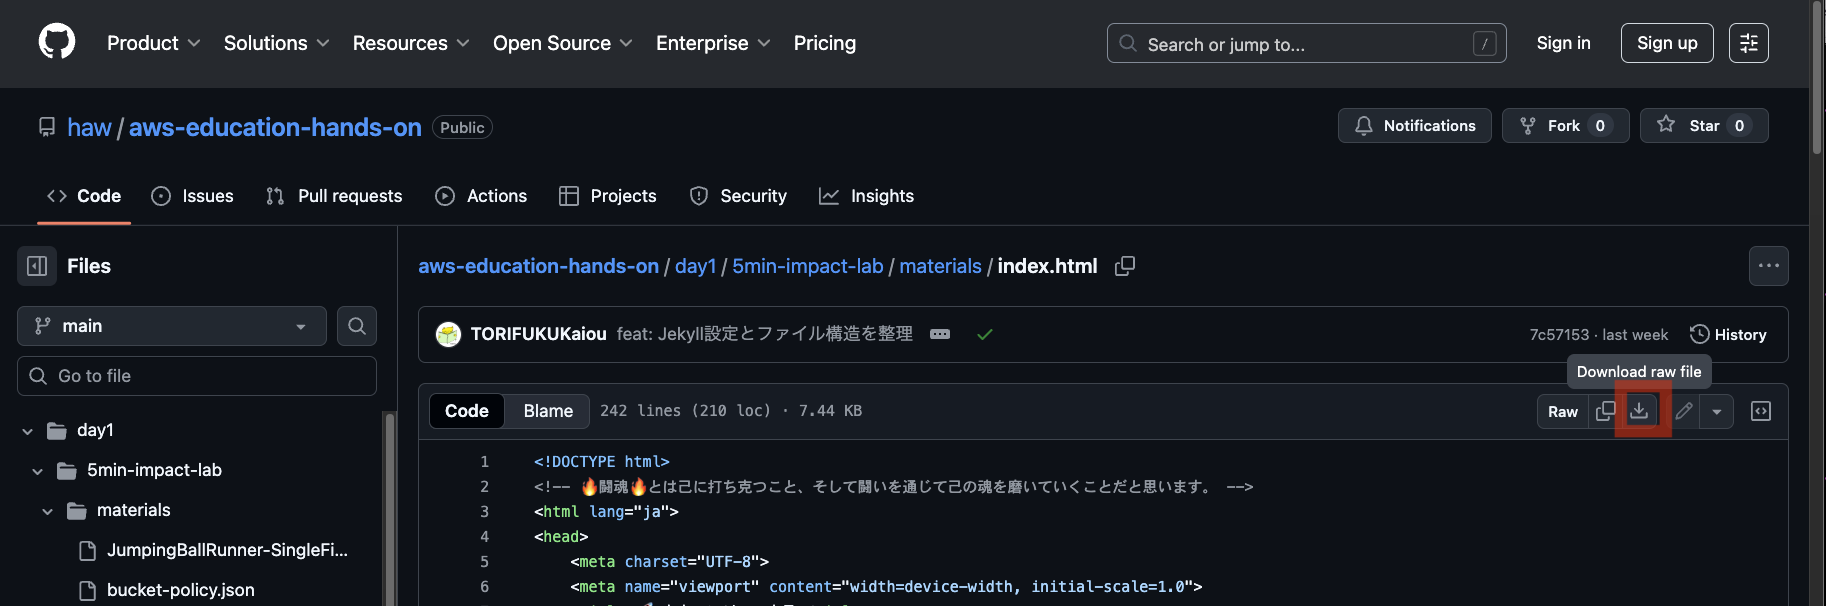 Product Solutions Resources Open Source Enterprise Pricing Search or jump to... / Sign in Sign up
haw / aws-education-hands-on Public Notifications Fork 0 Star 0
Code Issues Pull requests Actions Projects Security Insights
Files
main
Go to file
day1
5min-impact-lab
materials
JumpingBallRunner-SingleFi...
bucket-policy.json
aws-education-hands-on / day1 / 5min-impact-lab / materials / index.html
TORIFUKUKaiou feat: Jekyll設定とファイル構造を整理 7c57153 · last week History
Download raw file
Code Blame 242 lines (210 loc) · 7.44 KB Raw
1 <!DOCTYPE html>
2 <!-- 🔥闘魂🔥とは己に打ち克つこと、そして闘いを通じて己の魂を磨いていくことだと思います。 -->
3 <html lang="ja">
4 <head>
5 <meta charset="UTF-8">
6 <meta name="viewport" content="width=device-width, initial-scale=1.0">